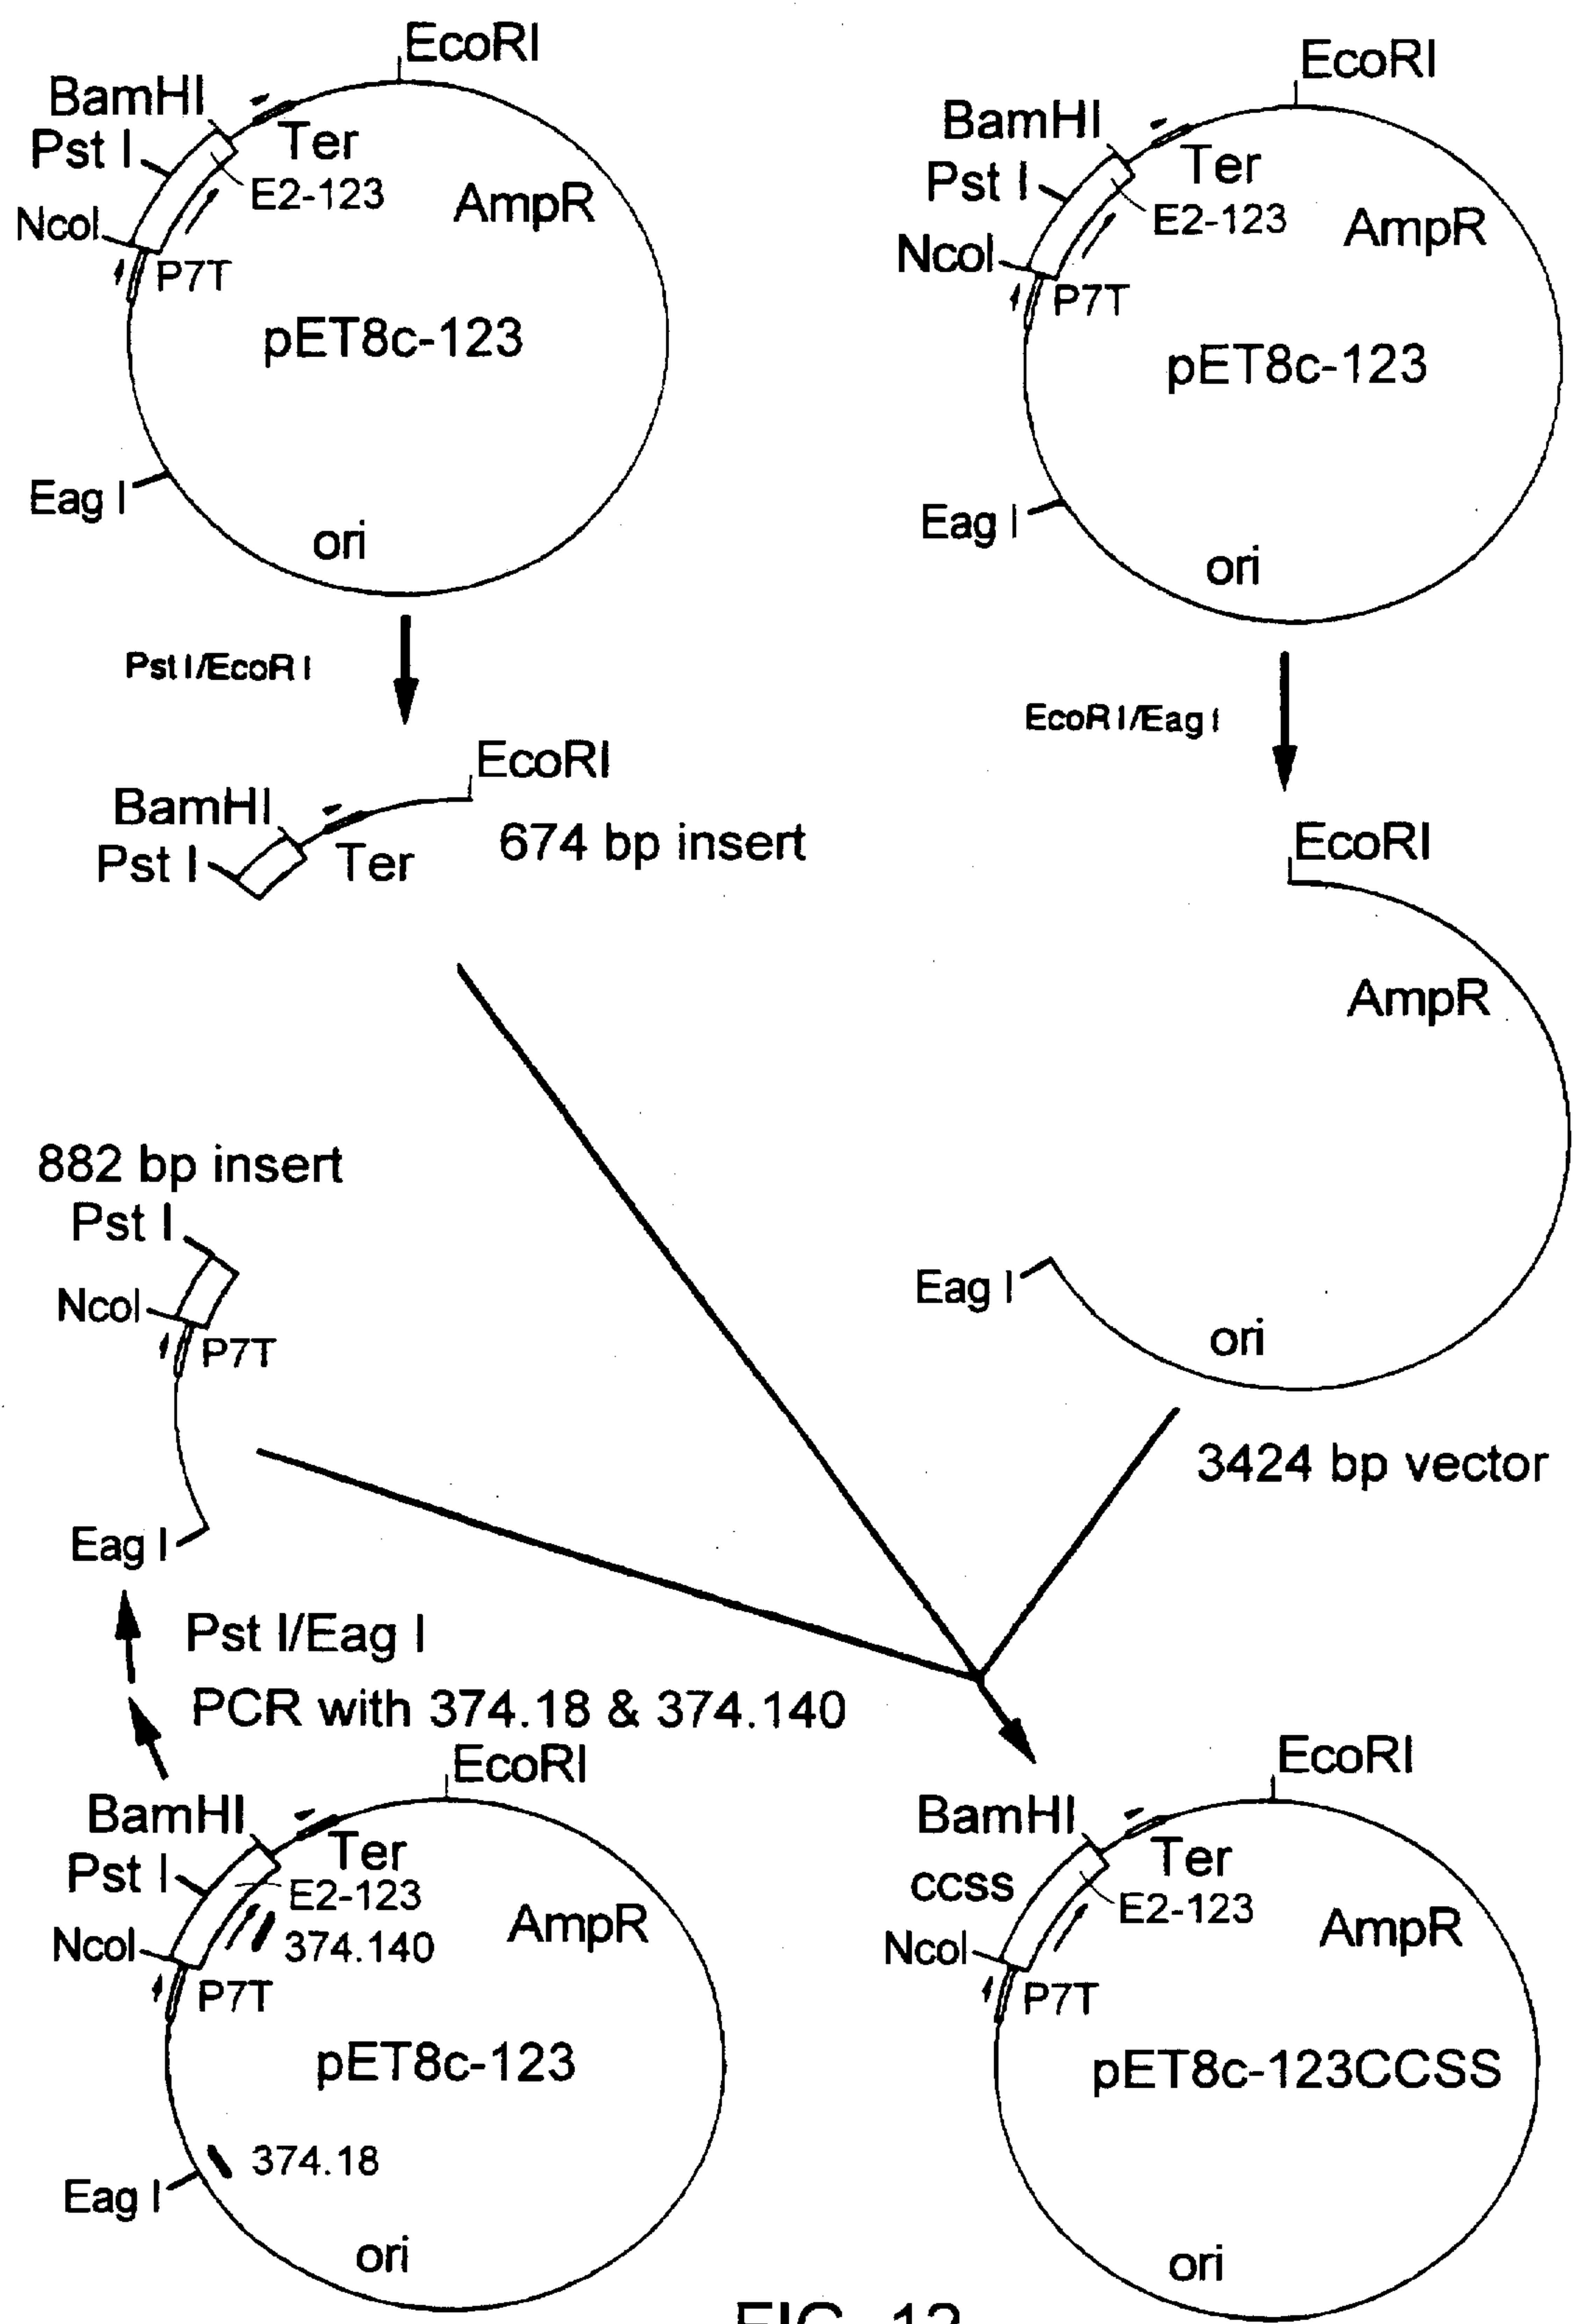 EcoRI
BamHI
Pst I
Ter
E2-123
AmpR
NcoI
P7T
pET8c-123
Eag I
ori
EcoRI
BamHI
Pst I
Ter
E2-123
AmpR
NcoI
P7T
pET8c-123
Eag I
ori
Pst I/EcoR I
EcoR I/Eag I
EcoRI
BamHI
674 bp insert
Pst I
Ter
EcoRI
AmpR
Eag I
ori
3424 bp vector
882 bp insert
Pst I
NcoI
P7T
Eag I
Pst I/Eag I
PCR with 374.18 & 374.140
EcoRI
BamHI
Ter
Pst I
E2-123
AmpR
374.140
NcoI
P7T
pET8c-123
374.18
Eag I
ori
EcoRI
BamHI
Ter
CCSS
E2-123
AmpR
NcoI
P7T
pET8c-123CCSS
ori
FIG. 12